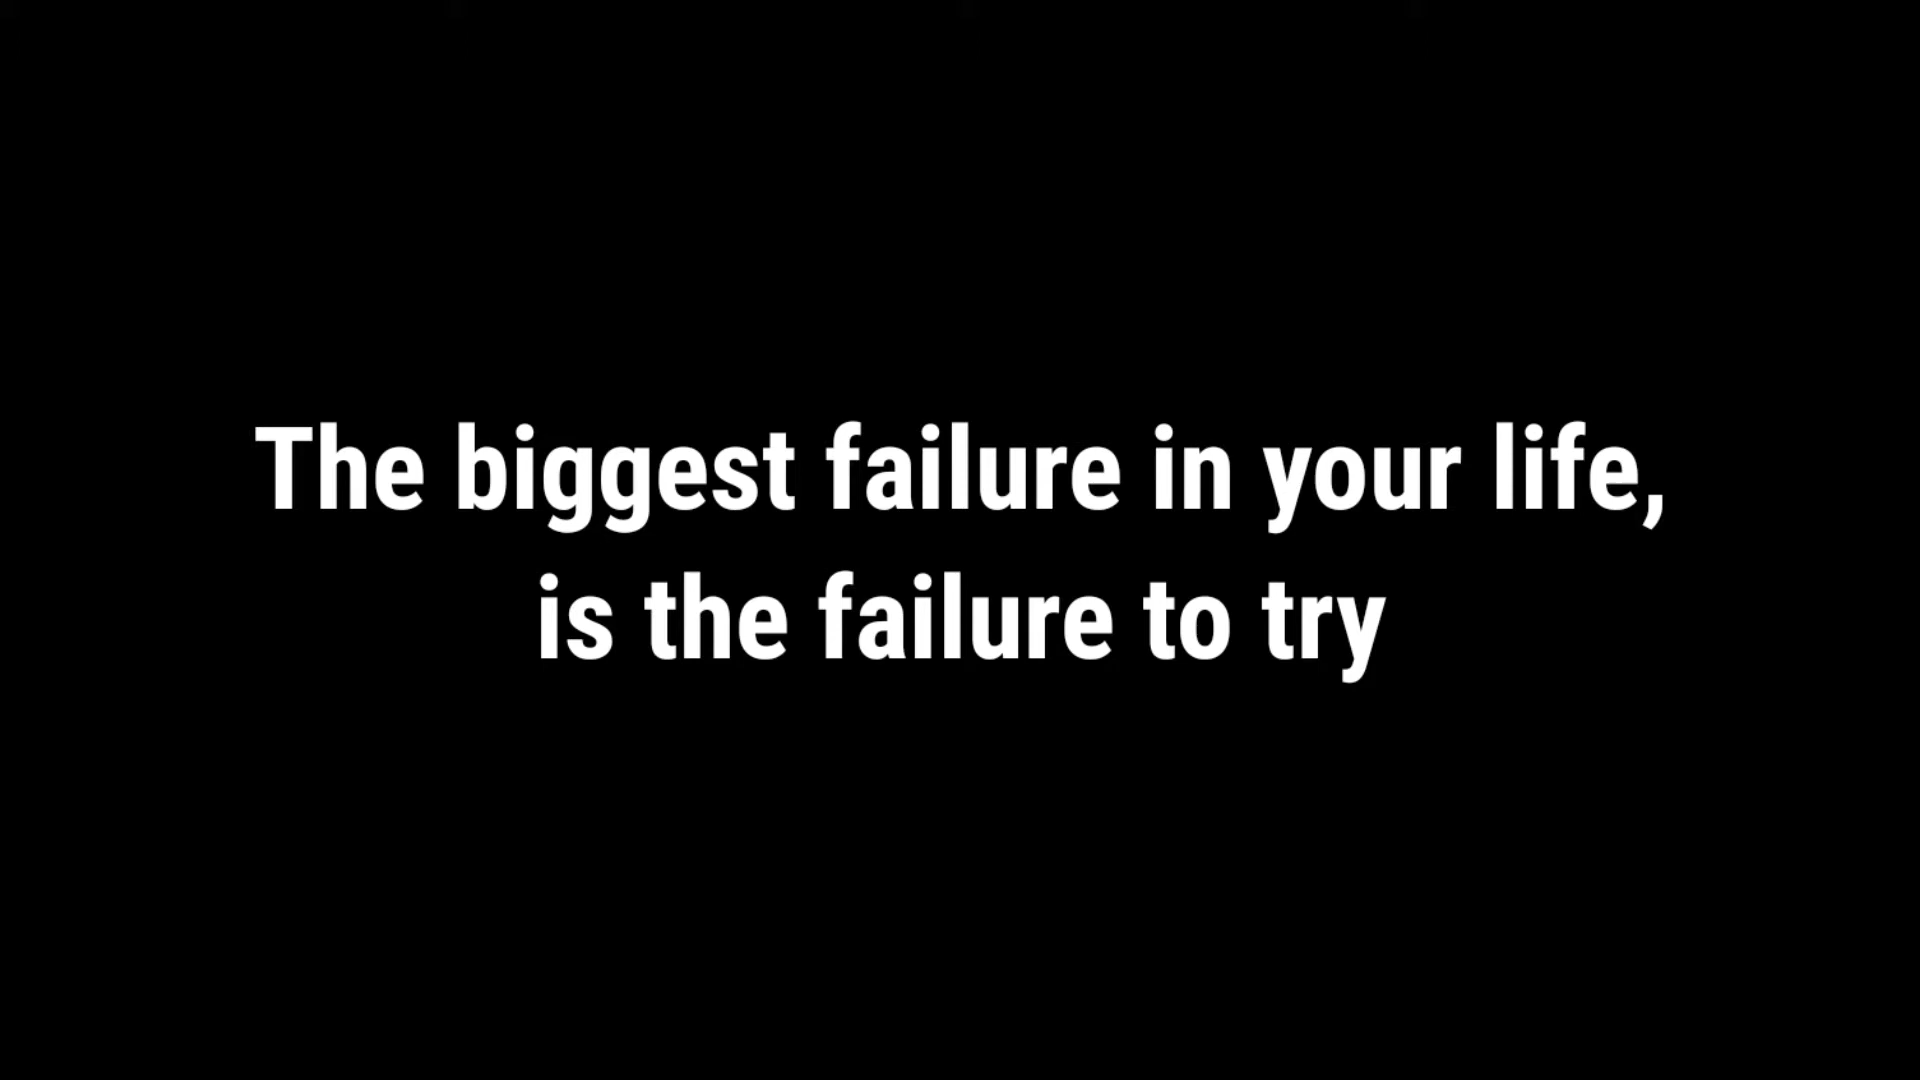 The biggest failure in your life,
is the failure to try